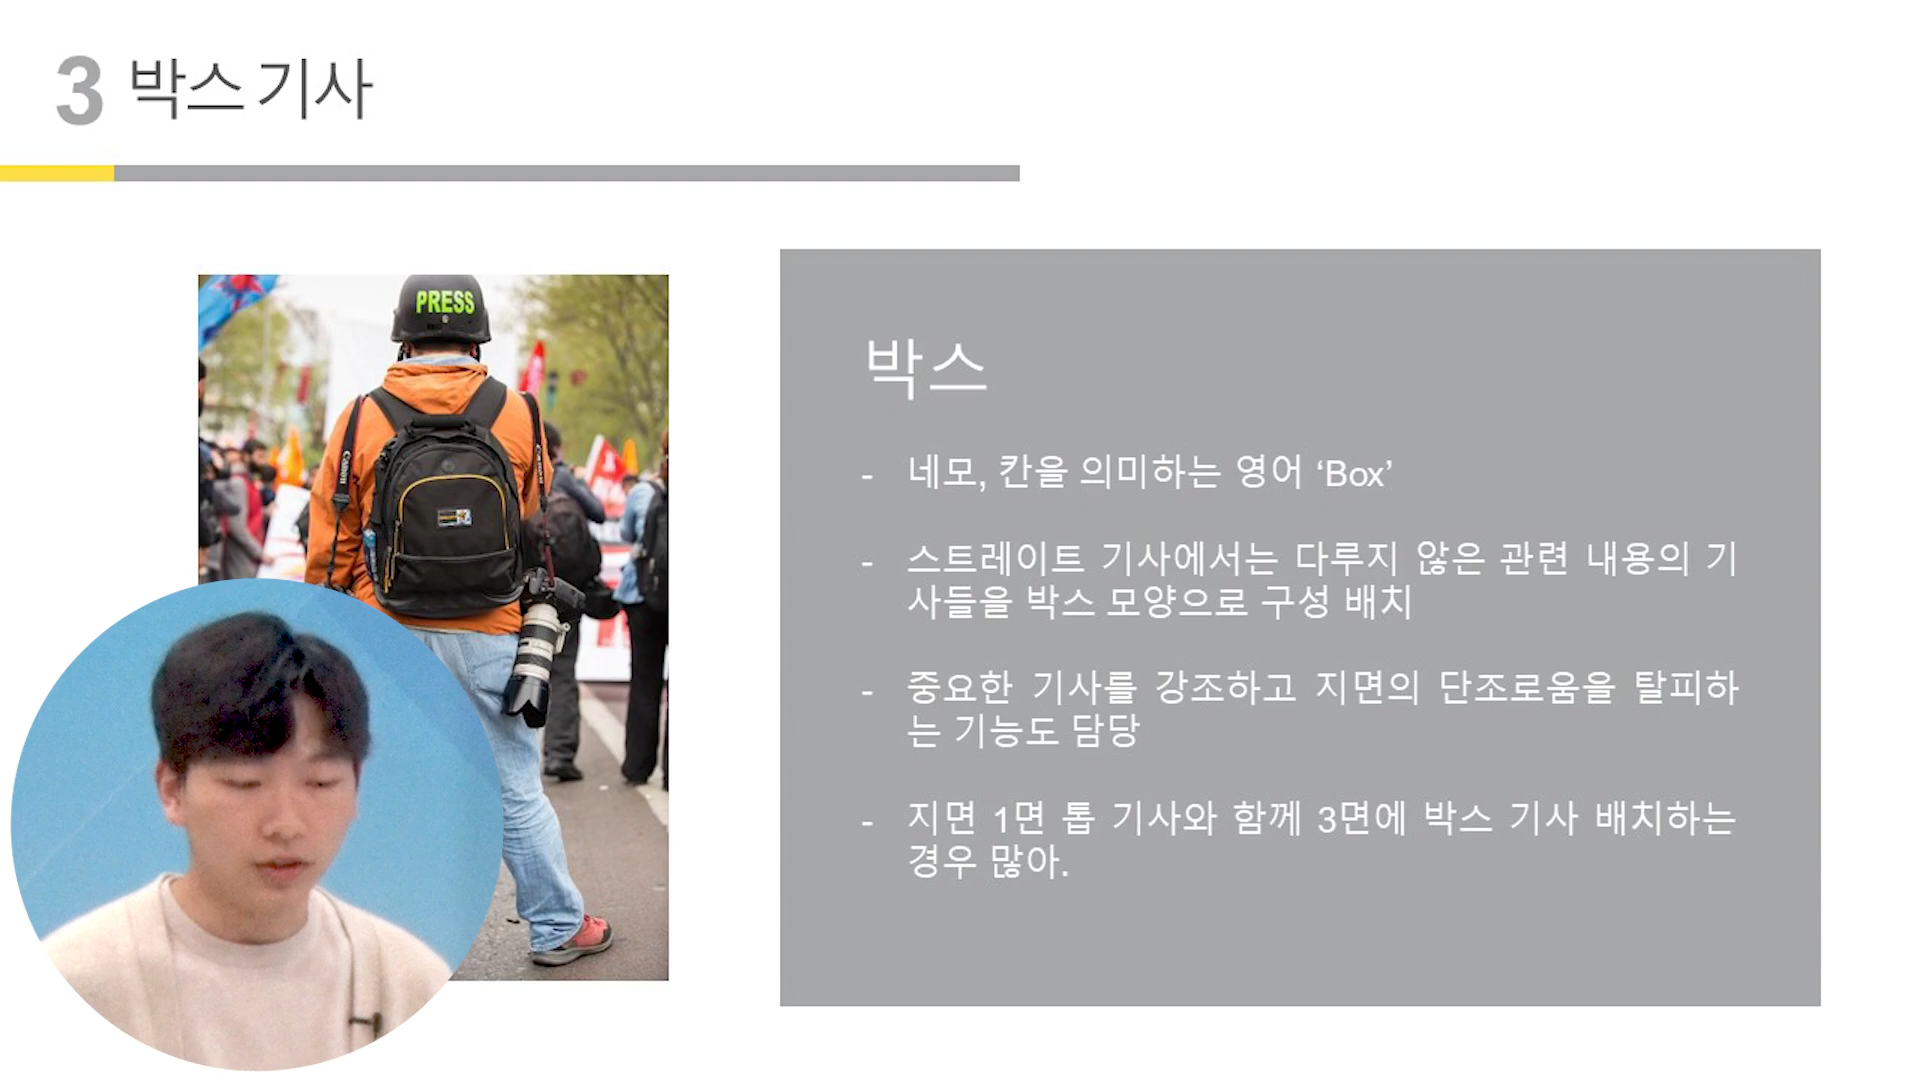 3 박스 기사
PRESS
Canon
박스
- 네모, 칸을 의미하는 영어 ‘Box’
- 스트레이트 기사에서는 다루지 않은 관련 내용의 기
사들을 박스 모양으로 구성 배치
- 중요한 기사를 강조하고 지면의 단조로움을 탈피하
는 기능도 담당
- 지면 1면 톱 기사와 함께 3면에 박스 기사 배치하는
경우 많아.